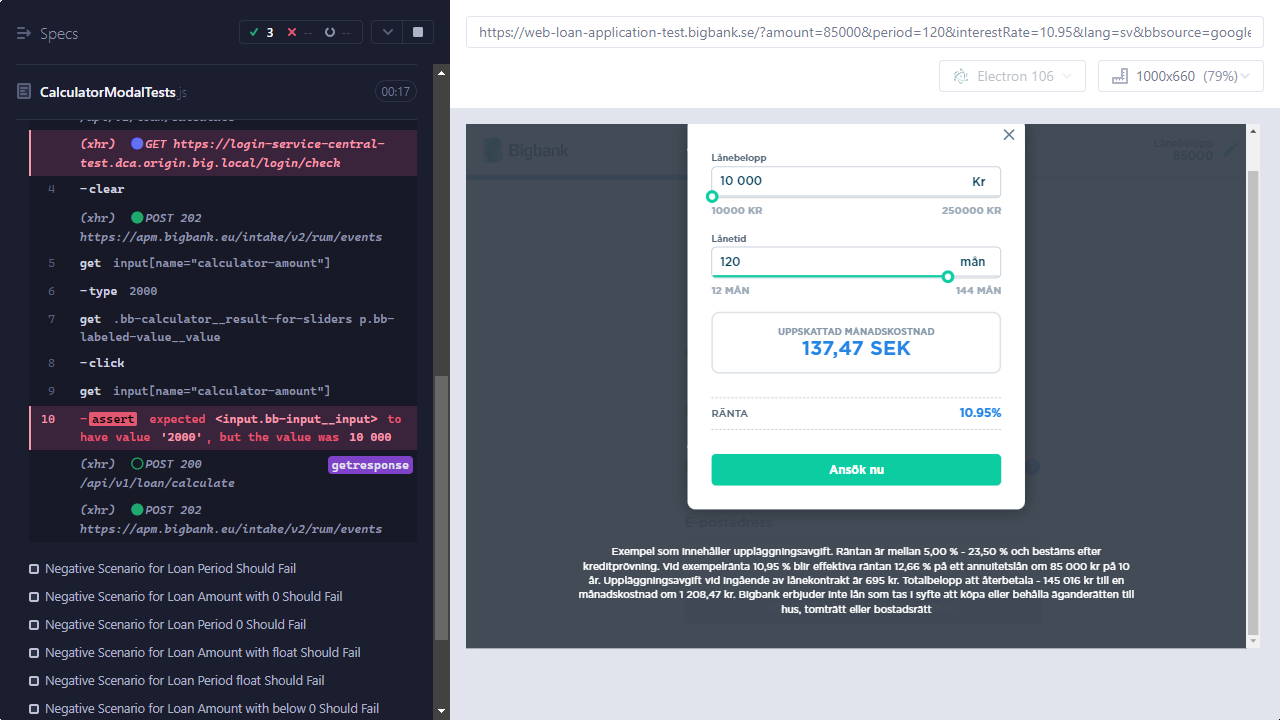 Specs
3
--
--
CalculatorModalTests.js
00:17
/api/v1/loan/calculate
(xhr) GET https://login-service-central-
test.dca.origin.big.local/login/check
4 -clear
(xhr) POST 202
https://apm.bigbank.eu/intake/v2/rum/events
5 get input[name="calculator-amount"]
6 -type 2000
7 get .bb-calculator__result-for-sliders p.bb-
labeled-value__value
8 -click
9 get input[name="calculator-amount"]
10 -assert expected <input.bb-input__input> to
have value '2000', but the value was 10 000
(xhr) POST 200 getresponse
/api/v1/loan/calculate
(xhr) POST 202
https://apm.bigbank.eu/intake/v2/rum/events
Negative Scenario for Loan Period Should Fail
Negative Scenario for Loan Amount with 0 Should Fail
Negative Scenario for Loan Period 0 Should Fail
Negative Scenario for Loan Amount with float Should Fail
Negative Scenario for Loan Period float Should Fail
Negative Scenario for Loan Amount with below 0 Should Fail
https://web-loan-application-test.bigbank.se/?amount=85000&period=120&interestRate=10.95&lang=sv&bbsource=google
Electron 106
1000x660 (79%)
Bigbank
Lånebelopp
85000
Lånebelopp
10 000 Kr
10000 KR 250000 KR
Lånetid
120 mån
12 MÅN 144 MÅN
UPPSKATTAD MÅNADSKOSTNAD
137,47 SEK
RÄNTA 10.95%
Ansök nu
E-postadress
Exempel som innehåller uppläggningsavgift. Räntan är mellan 5,00 % - 23,50 % och bestäms efter
kreditprövning. Vid exempelränta 10,95 % blir effektiva räntan 12,66 % på ett annuitetslån om 85 000 kr på 10
år. Uppläggningsavgift vid ingående av lånekontrakt är 695 kr. Totalbelopp att återbetala - 145 016 kr till en
månadskostnad om 1 208,47 kr. Bigbank erbjuder inte lån som tas i syfte att köpa eller behålla äganderätten till
hus, tomträtt eller bostadsrätt